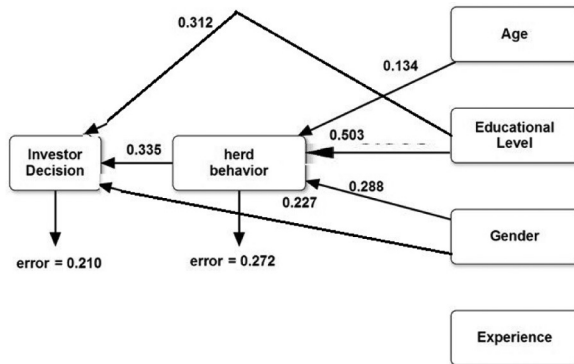 0.312
Age
0.134
Educational
Level
0.503
Investor
Decision
0.335
herd
behavior
0.288
0.227
Gender
error = 0.210
error = 0.272
Experience